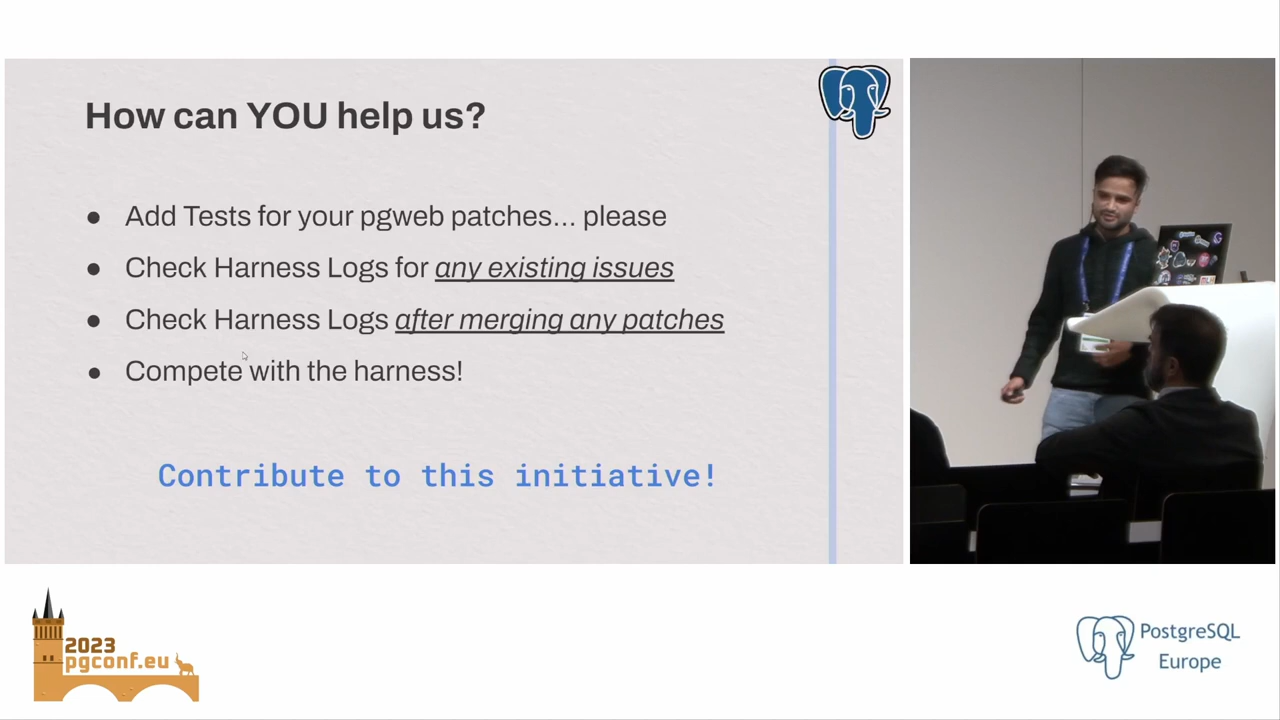 How can YOU help us?
● Add Tests for your pgweb patches... please
● Check Harness Logs for any existing issues
● Check Harness Logs after merging any patches
● Compete with the harness!
Contribute to this initiative!
2023
pgconf.eu
PostgreSQL
Europe